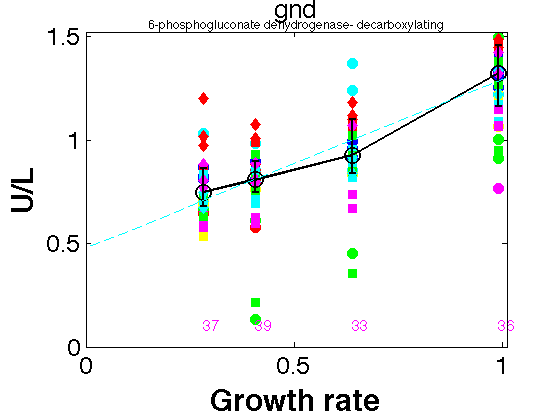 gnd
6-phosphogluconate dehydrogenase- decarboxylating
1.5
1
0.5
0
U/L
37
39
33
36
0
0.5
1
Growth rate